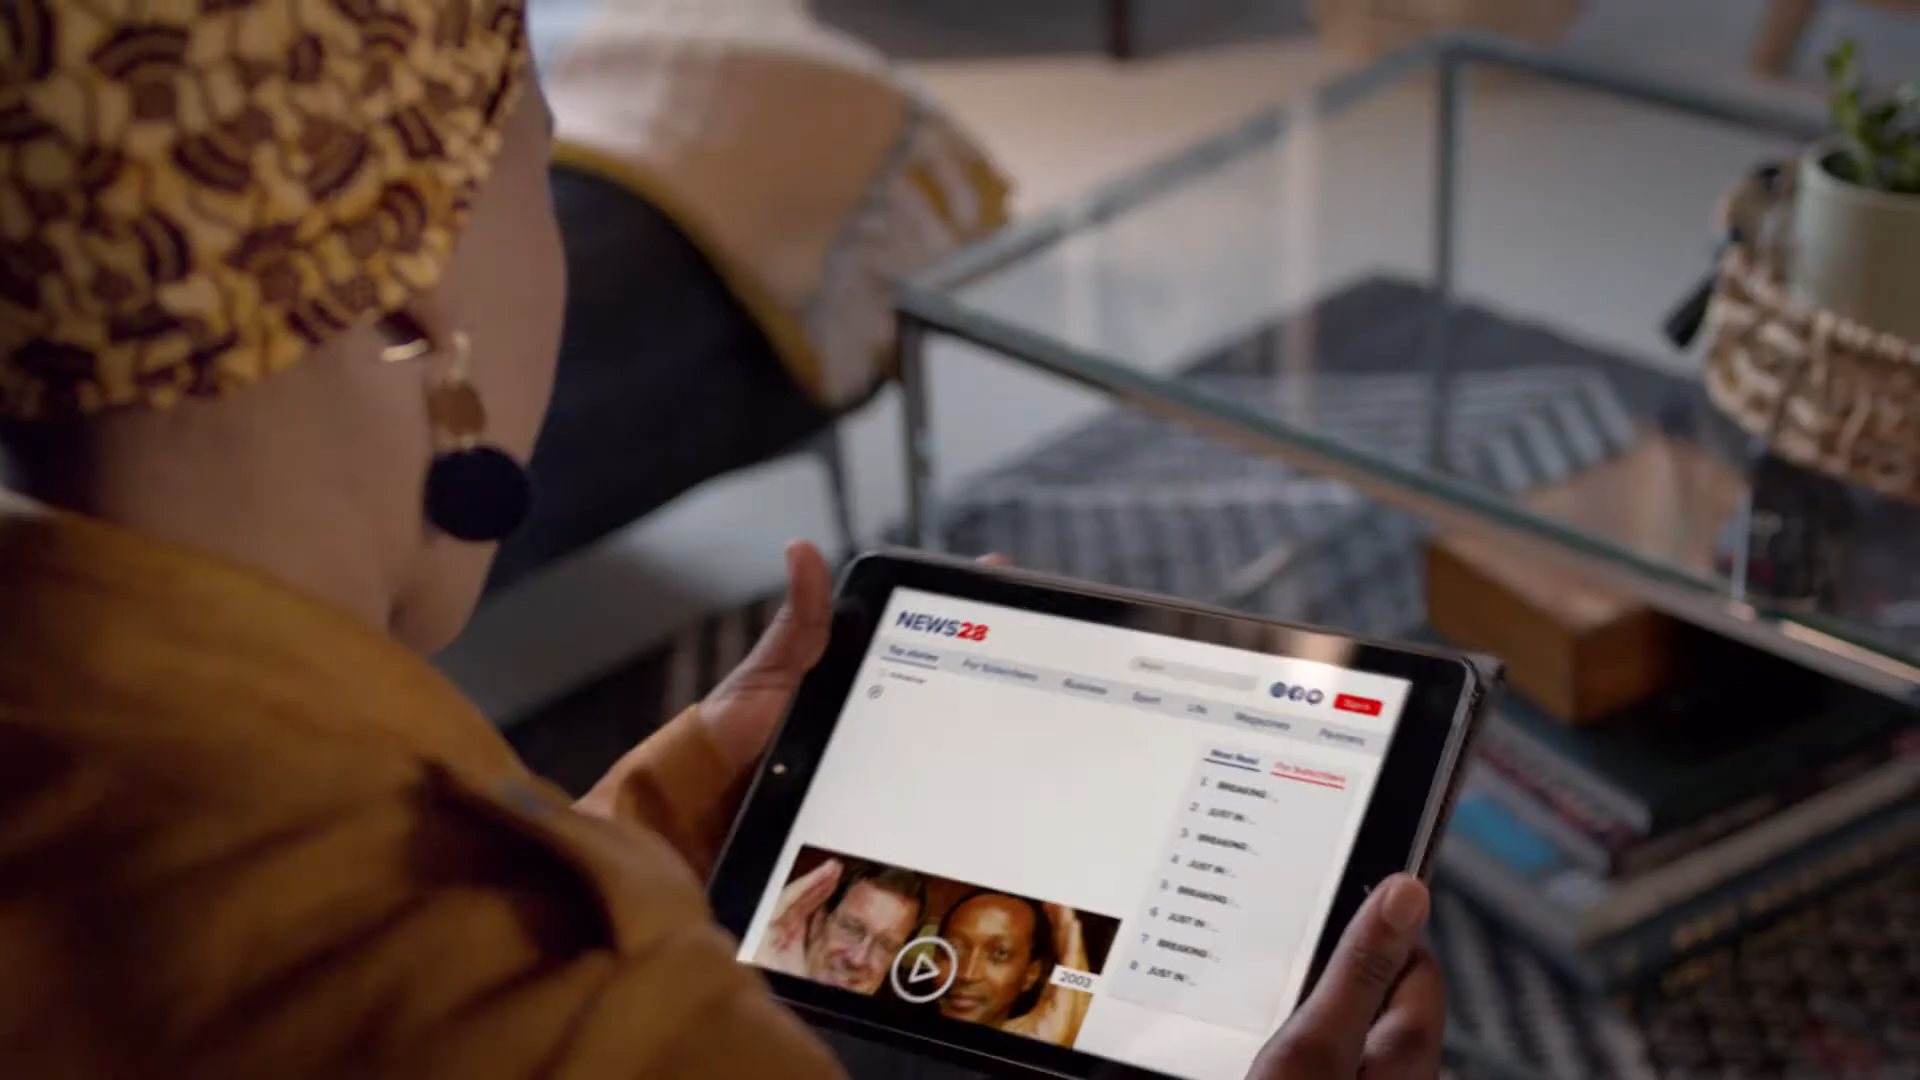 NEWS28
Top stories For Subscribers Business Sport Life Magazines Partners
Most Read For Subscribers
1 BREAKING:...
2 JUST IN:...
3 BREAKING:...
4 JUST IN:...
5 BREAKING:...
6 JUST IN:...
7 BREAKING:...
8 JUST IN:...
2003